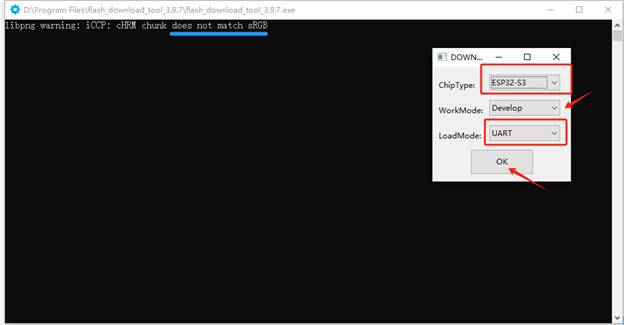 D:\Program Files\flash_download_tool_3.9.7\flash_download_tool_3.9.7.exe
libpng warning: iCCP: cHRM chunk does not match sRGB
DOWN...
ChipType: ESP32-S3
WorkMode: Develop
LoadMode: UART
OK